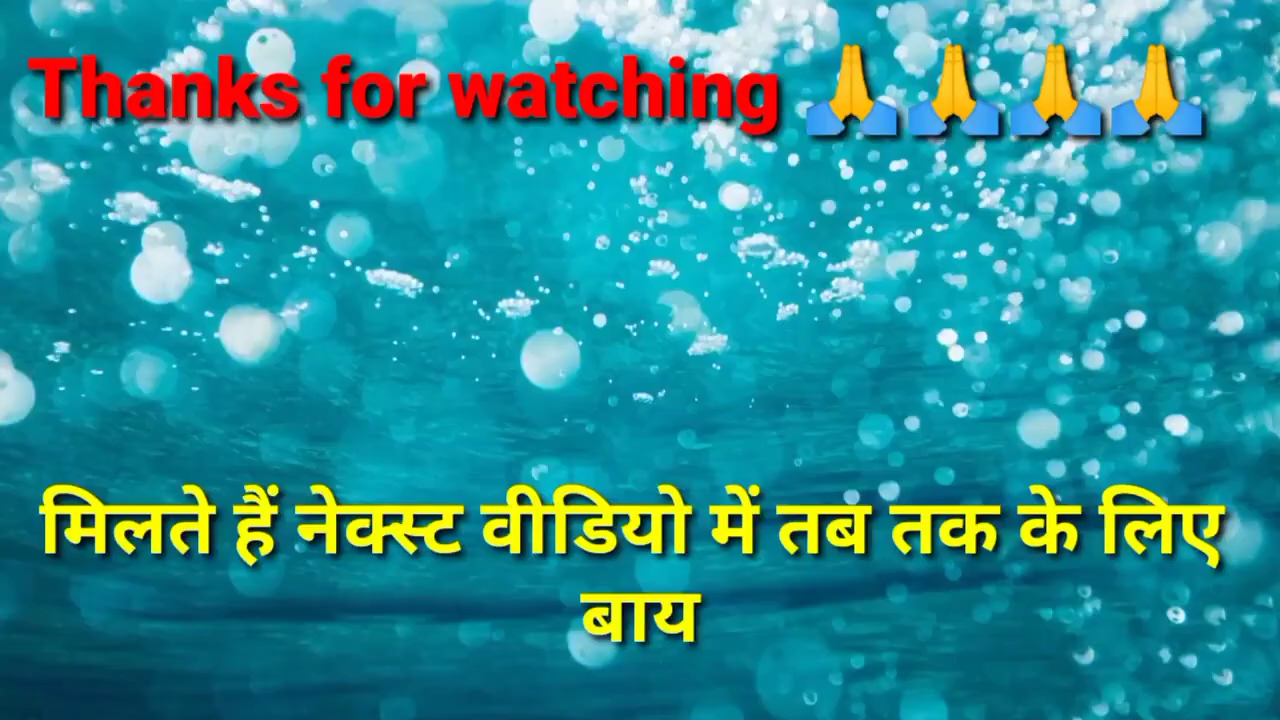 Thanks for watching 🙏🙏🙏🙏
मिलते हैं नेक्स्ट वीडियो में तब तक के लिए
बाय